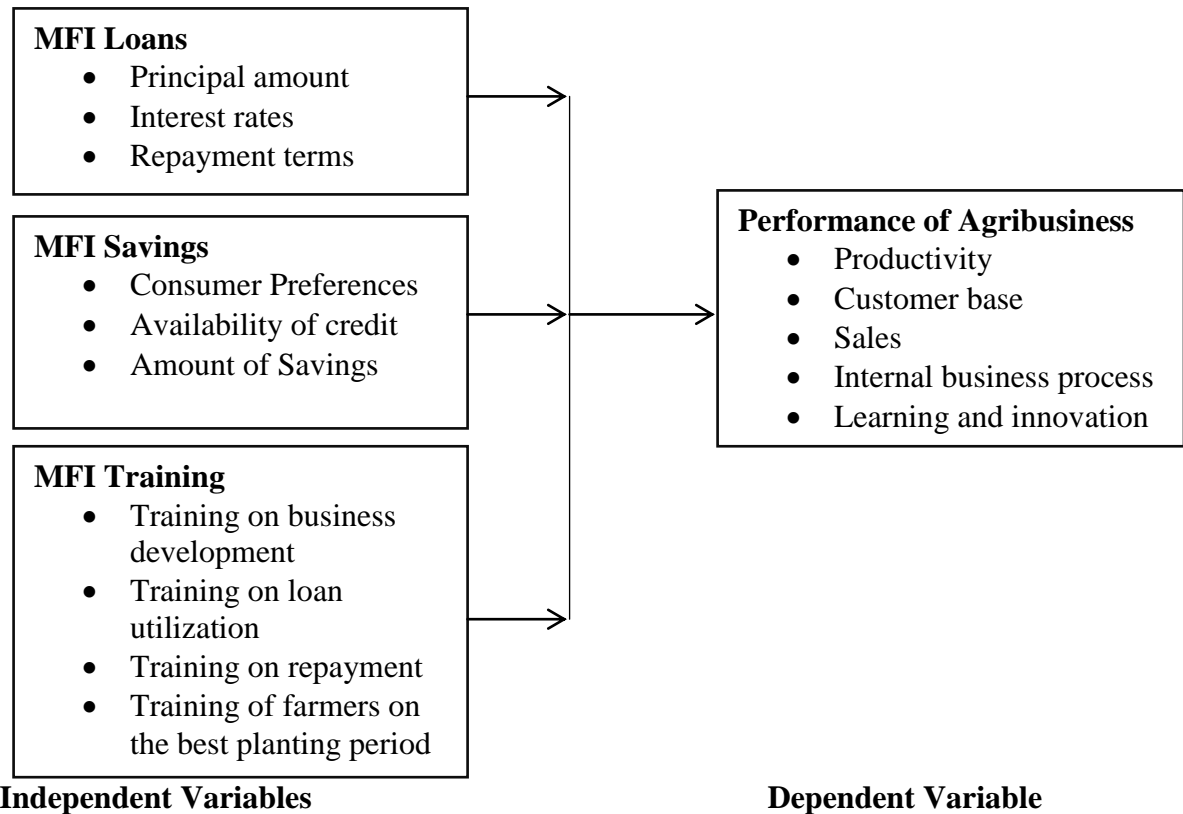 MFI Loans
• Principal amount
• Interest rates
• Repayment terms
MFI Savings
• Consumer Preferences
• Availability of credit
• Amount of Savings
MFI Training
• Training on business
development
• Training on loan
utilization
• Training on repayment
• Training of farmers on
the best planting period
Independent Variables
Performance of Agribusiness
• Productivity
• Customer base
• Sales
• Internal business process
• Learning and innovation
Dependent Variable